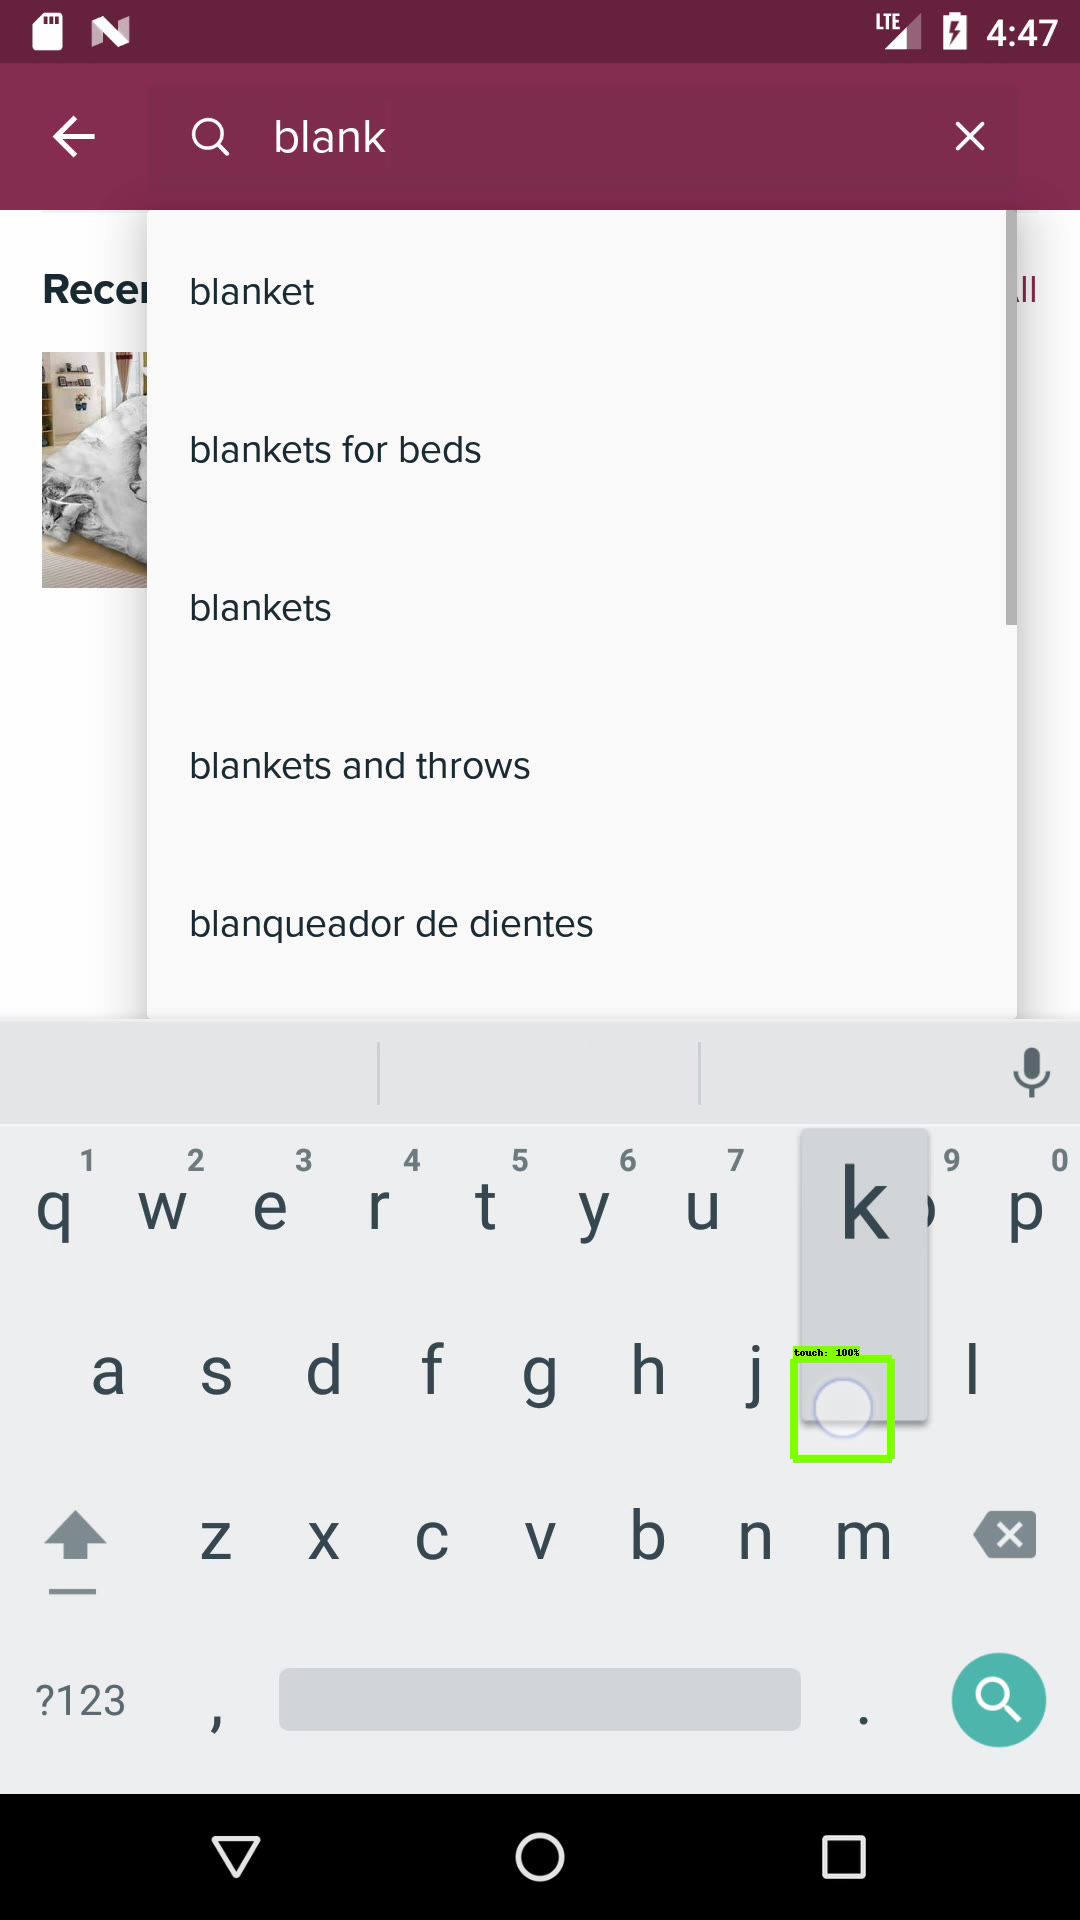 LTE 4:47
blank
Recen
ll
blanket
blankets for beds
blankets
blankets and throws
blanqueador de dientes
1 2 3 4 5 6 7 9 0
q w e r t y u k p
touch: 100%
a s d f g h j l
z x c v b n m
?123 , .